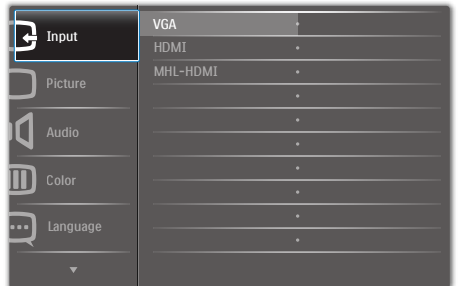 Input
Picture
Audio
Color
Language
VGA
HDMI
MHL-HDMI